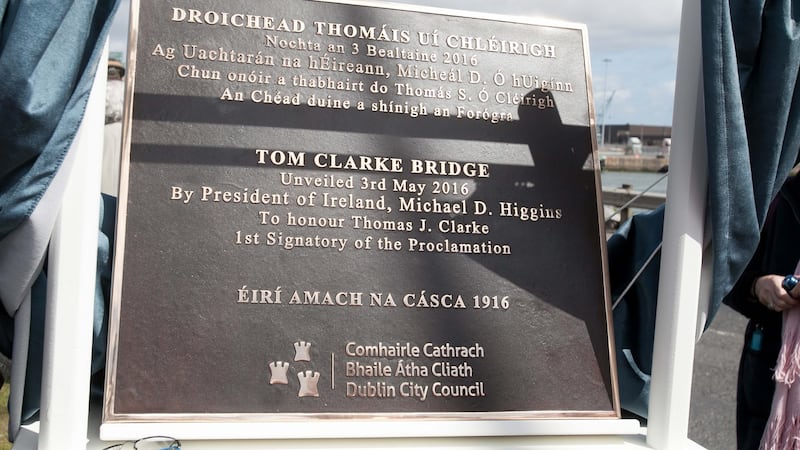 DROICHEAD THOMÁIS UÍ CHLÉIRIGH
Nochta an 3 Bealtaine 2016
Ag Uachtarán na hÉireann, Micheál D. Ó hUigínn
Chun onóir a thabhairt do Thomás S. Ó Cléirigh
An Chéad duine a shínigh an Forógra
TOM CLARKE BRIDGE
Unveiled 3rd May 2016
By President of Ireland, Michael D. Higgins
To honour Thomas J. Clarke
1st Signatory of the Proclamation
ÉIRÍ AMACH NA CÁSCA 1916
Comhairle Cathrach
Bhaile Átha Cliath
Dublin City Council